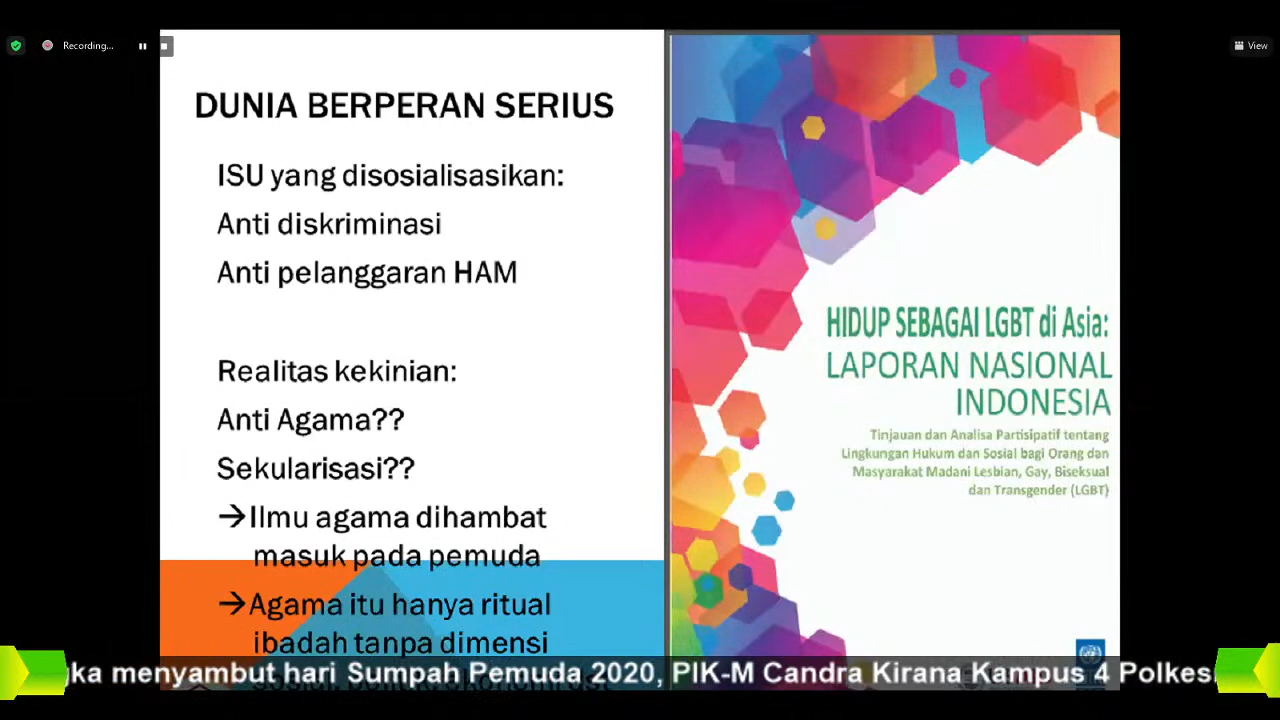 Recording...
View
DUNIA BERPERAN SERIUS
ISU yang disosialisasikan:
Anti diskriminasi
Anti pelanggaran HAM
Realitas kekinian:
Anti Agama??
Sekularisasi??
→Ilmu agama dihambat
masuk pada pemuda
→Agama itu hanya ritual
ibadah tanpa dimensi
HIDUP SEBAGAI LGBT di Asia:
LAPORAN NASIONAL
INDONESIA
Tinjauan dan Analisa Partisipatif tentang
Lingkungan Hukum dan Sosial bagi Orang dan
Masyarakat Madani Lesbian, Gay, Biseksual
dan Transgender (LGBT)
gka menyambut hari Sumpah Pemuda 2020, PIK-M Candra Kirana Kampus 4 Polkes